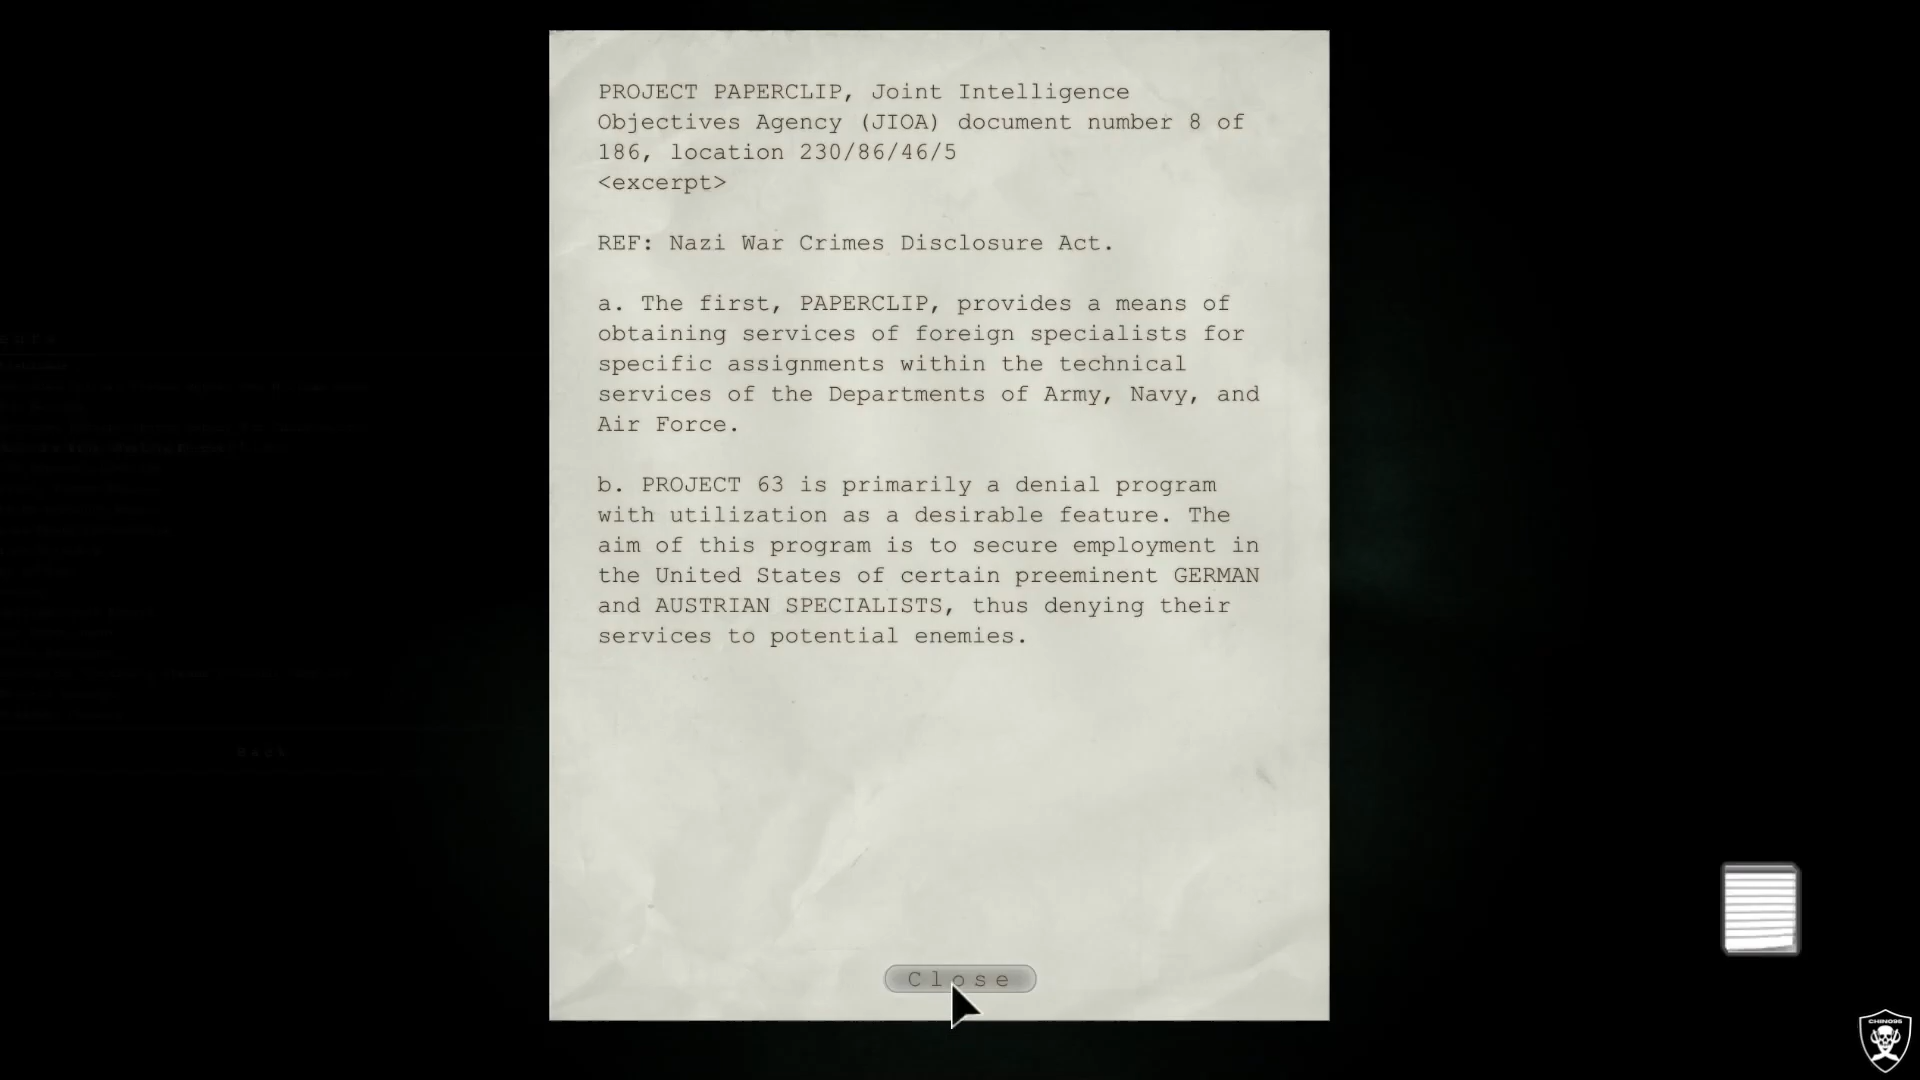 PROJECT PAPERCLIP, Joint Intelligence
Objectives Agency (JIOA) document number 8 of
186, location 230/86/46/5
<excerpt>
REF: Nazi War Crimes Disclosure Act.
a. The first, PAPERCLIP, provides a means of
obtaining services of foreign specialists for
specific assignments within the technical
services of the Departments of Army, Navy, and
Air Force.
b. PROJECT 63 is primarily a denial program
with utilization as a desirable feature. The
aim of this program is to secure employment in
the United States of certain preeminent GERMAN
and AUSTRIAN SPECIALISTS, thus denying their
services to potential enemies.
Back
Close
CHINO96